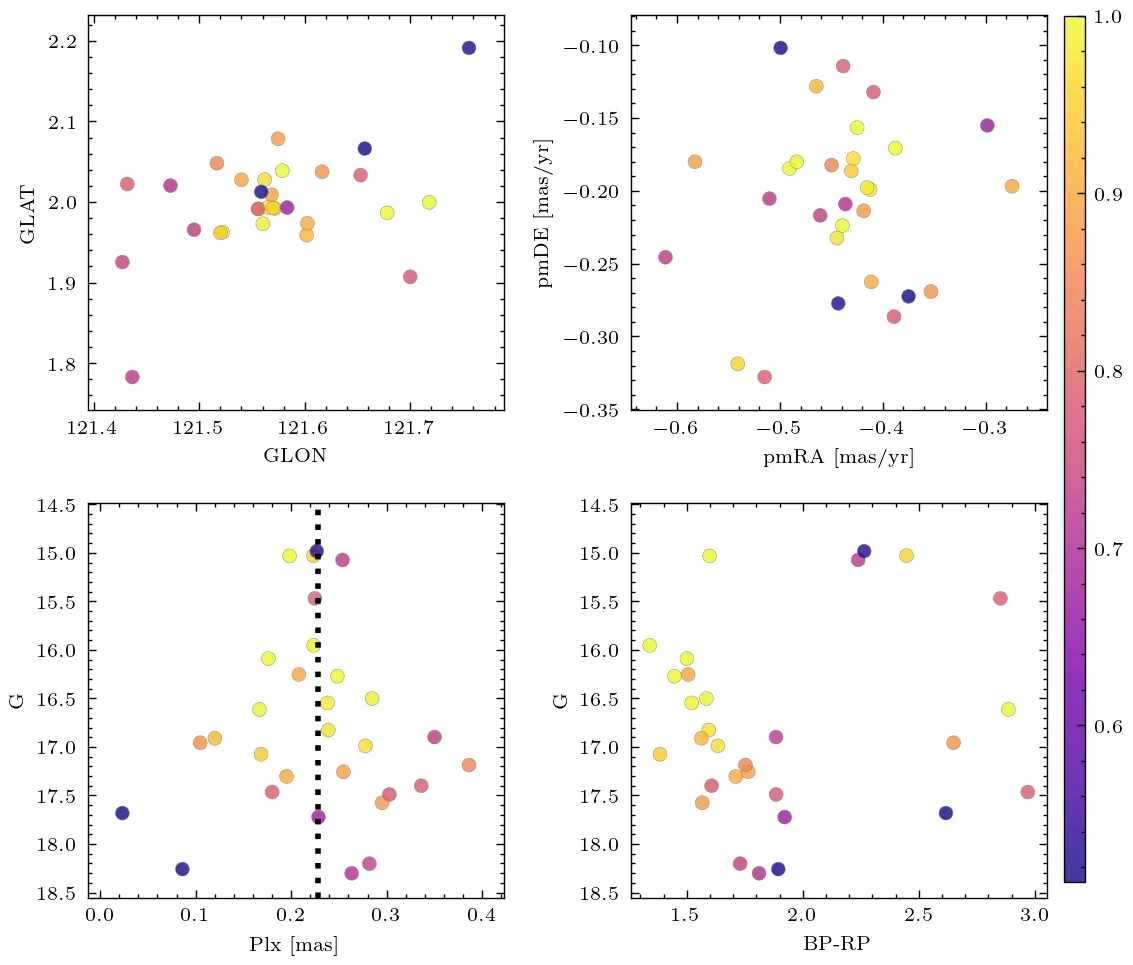 2.2
2.1
2.0
1.9
1.8
GLAT
121.4 121.5 121.6 121.7
GLON
−0.10
−0.15
−0.20
−0.25
−0.30
−0.35
pmDE [mas/yr]
−0.6 −0.5 −0.4 −0.3
pmRA [mas/yr]
1.0
0.9
0.8
0.7
0.6
14.5
15.0
15.5
16.0
16.5
17.0
17.5
18.0
18.5
G
0.0 0.1 0.2 0.3 0.4
Plx [mas]
14.5
15.0
15.5
16.0
16.5
17.0
17.5
18.0
18.5
G
1.5 2.0 2.5 3.0
BP-RP